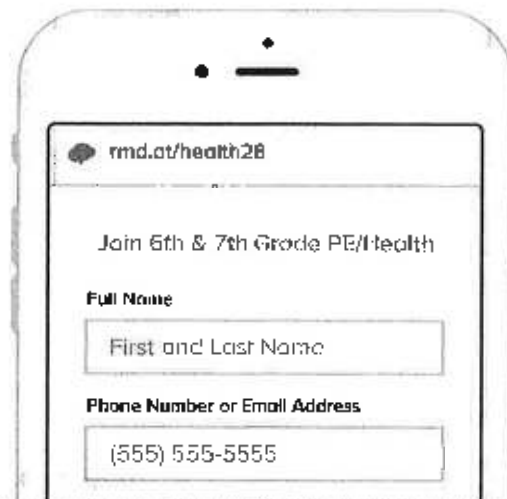 rmd.at/health28
Join 6th & 7th Grade PE/Health
Full Name
First and Last Name
Phone Number or Email Address
(555) 555-5555